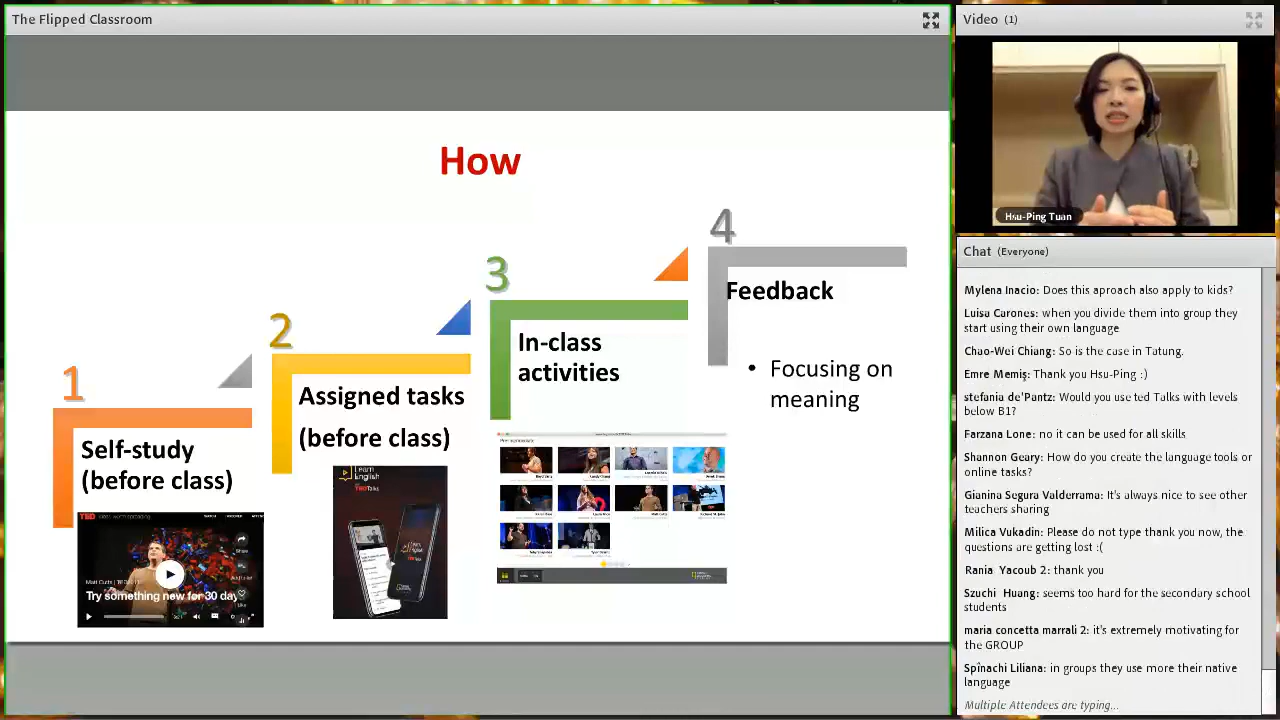 The Flipped Classroom
How
1
Self-study
(before class)
TED
Matt Cutts
Try something new for 30 day
2
Assigned tasks
(before class)
Learn
English
TEDTalks
3
In-class
activities
4
Feedback
• Focusing on
meaning
Video (1)
Hsu-Ping Tuan
Chat (Everyone)
Mylena Inacio: Does this aproach also apply to kids?
Luisa Curones: when you divide them into group they
start using their own language
Chao-Wei Chiang: So is the case in Tatung.
Emre Memiş: Thank you Hsu-Ping :)
stefania de'Pantz: Would you use ted Talks with levels
below B1?
Farzana Lone: no it can be used for all skills
Shannon Geary: How do you create the language tools or
online tasks?
Gianina Segura Valderrama: It's always nice to see other
teachers sharing
Milica Vukadin: Please do not type thank you now, the
questions are getting lost :(
Rania Yacoub 2: thank you
Szuchi Huang: seems too hard for the secondary school
students
maria concetta marrali 2: it's extremely motivating for
the GROUP
Spînachi Liliana: in groups they use more their native
language
Multiple Attendees are typing...